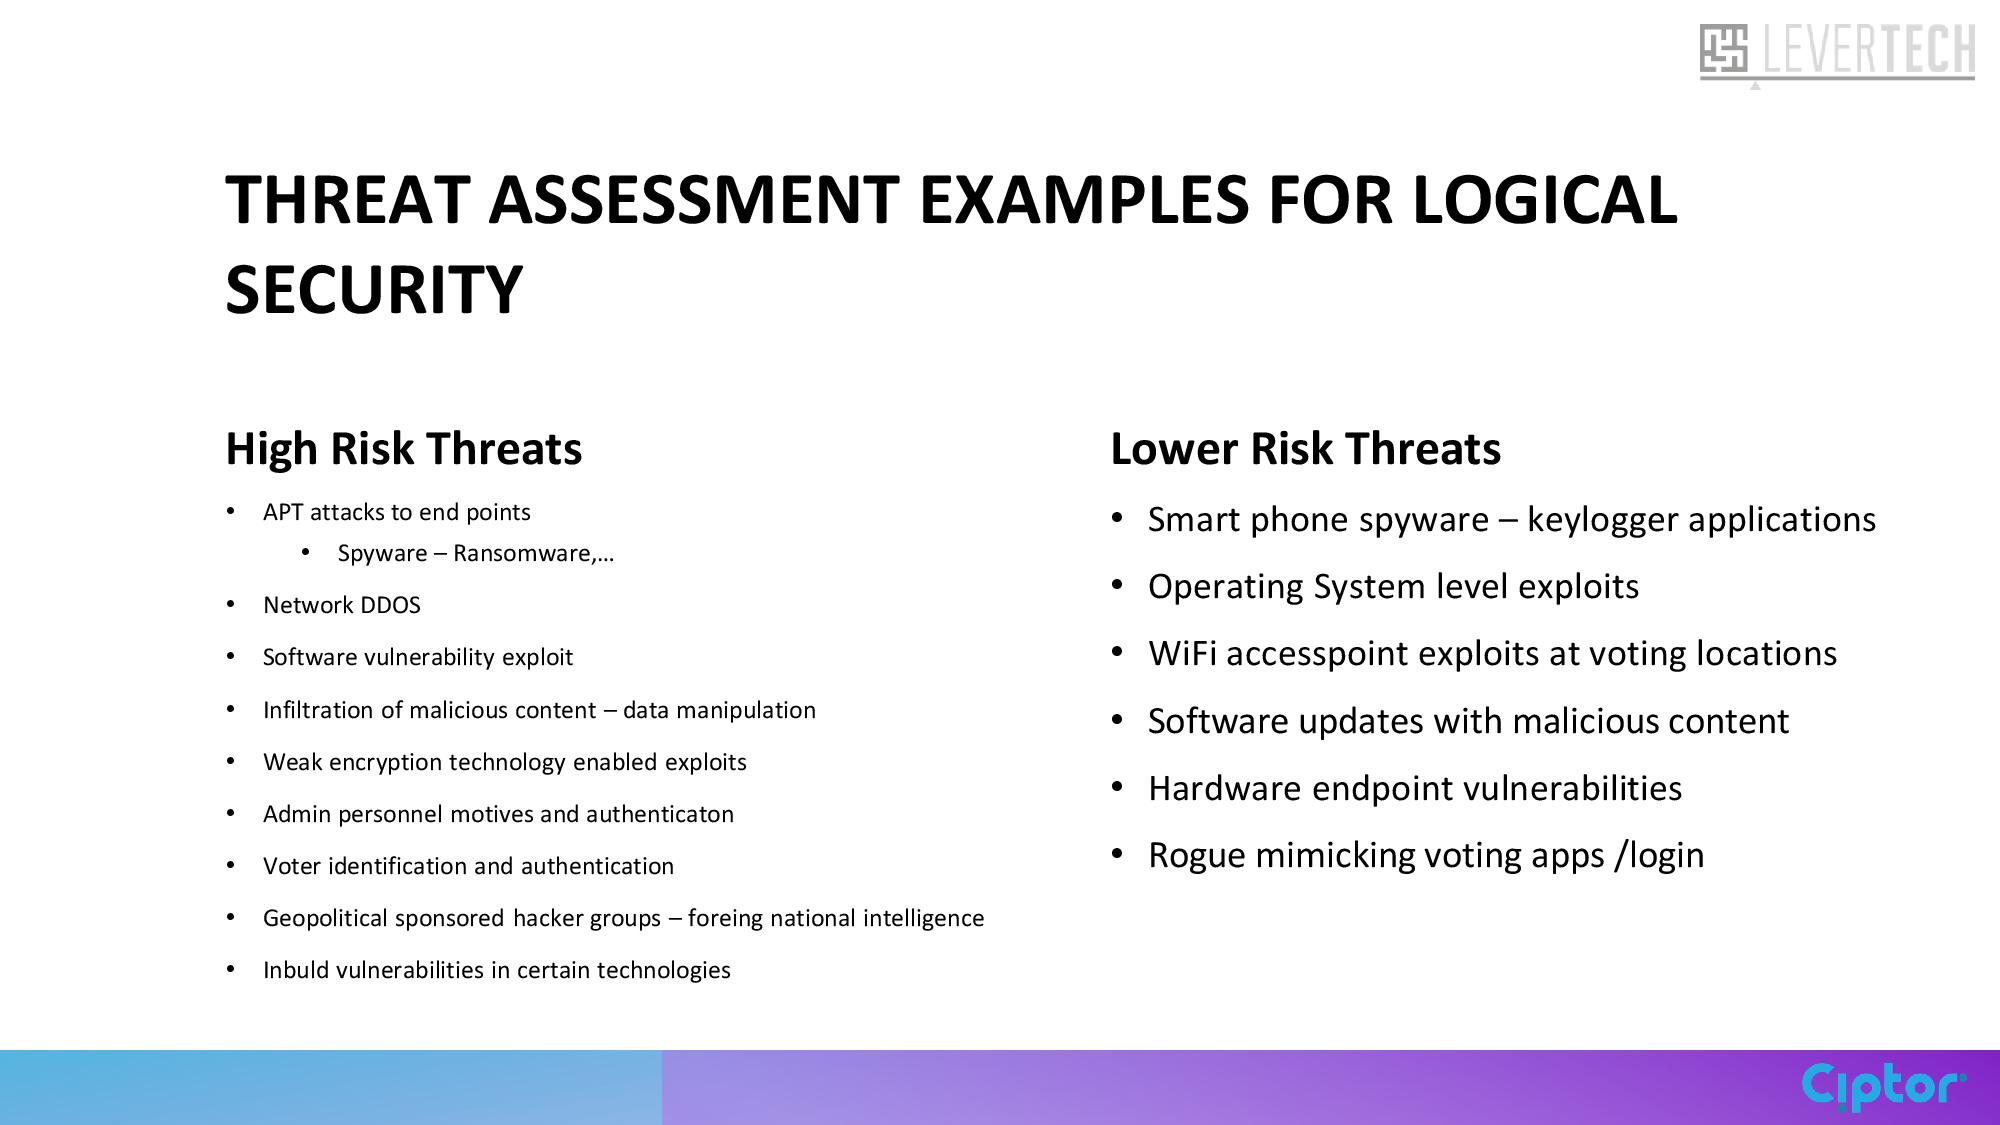 LEVERTECH
THREAT ASSESSMENT EXAMPLES FOR LOGICAL
SECURITY
High Risk Threats
• APT attacks to end points
• Spyware – Ransomware,...
• Network DDOS
• Software vulnerability exploit
• Infiltration of malicious content – data manipulation
• Weak encryption technology enabled exploits
• Admin personnel motives and authenticaton
• Voter identification and authentication
• Geopolitical sponsored hacker groups – foreing national intelligence
• Inbuld vulnerabilities in certain technologies
Lower Risk Threats
• Smart phone spyware – keylogger applications
• Operating System level exploits
• WiFi accesspoint exploits at voting locations
• Software updates with malicious content
• Hardware endpoint vulnerabilities
• Rogue mimicking voting apps /login
Ciptor